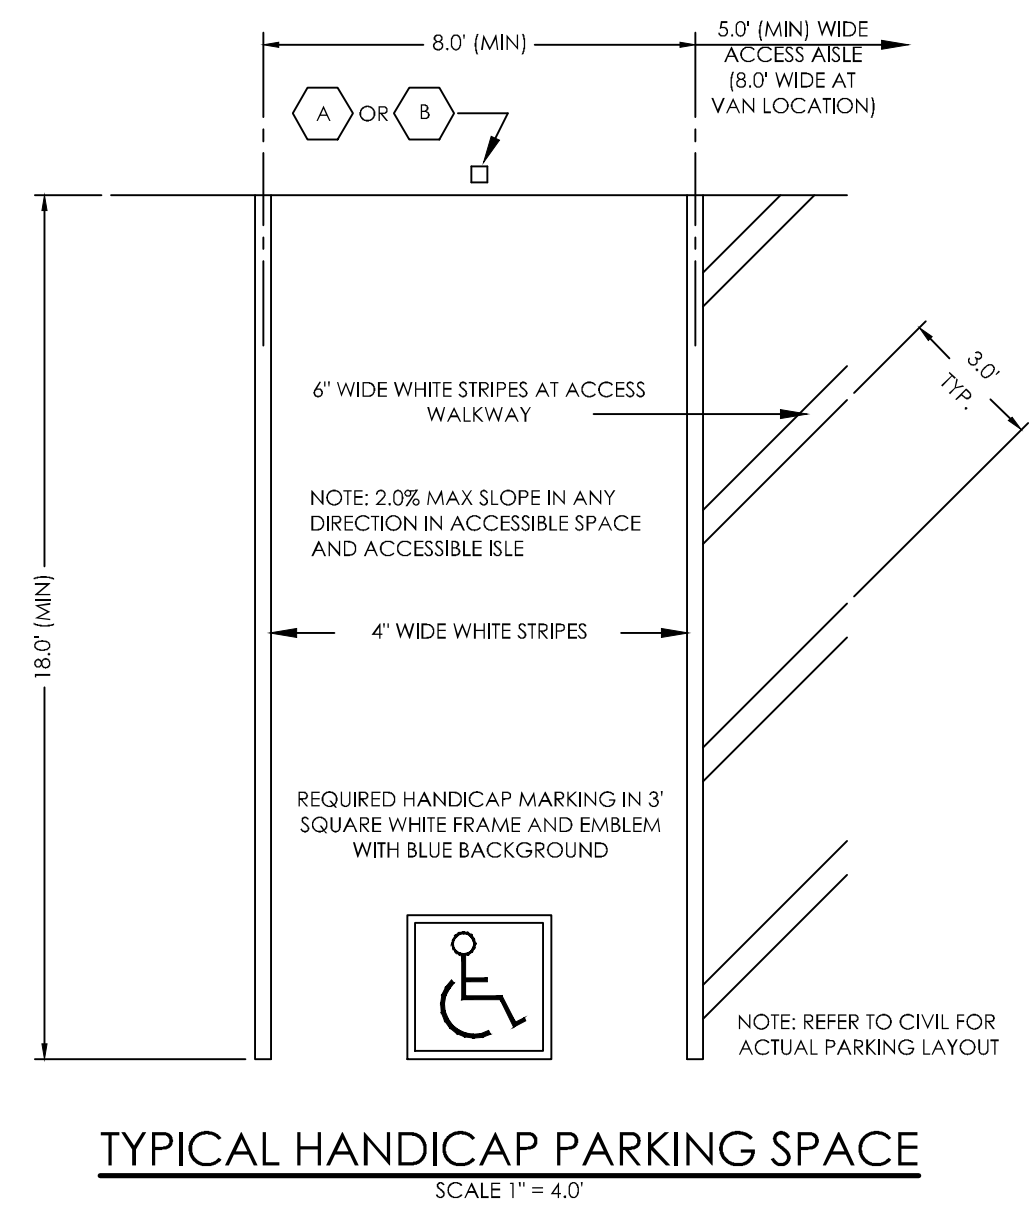 8.0' (MIN)
5.0' (MIN) WIDE
ACCESS AISLE
(8.0' WIDE AT
VAN LOCATION)
A OR B
3.0'
TYP.
6" WIDE WHITE STRIPES AT ACCESS
WALKWAY
NOTE: 2.0% MAX SLOPE IN ANY
DIRECTION IN ACCESSIBLE SPACE
AND ACCESSIBLE ISLE
18.0' (MIN)
4" WIDE WHITE STRIPES
REQUIRED HANDICAP MARKING IN 3'
SQUARE WHITE FRAME AND EMBLEM
WITH BLUE BACKGROUND
NOTE: REFER TO CIVIL FOR
ACTUAL PARKING LAYOUT
TYPICAL HANDICAP PARKING SPACE
SCALE 1" = 4.0'